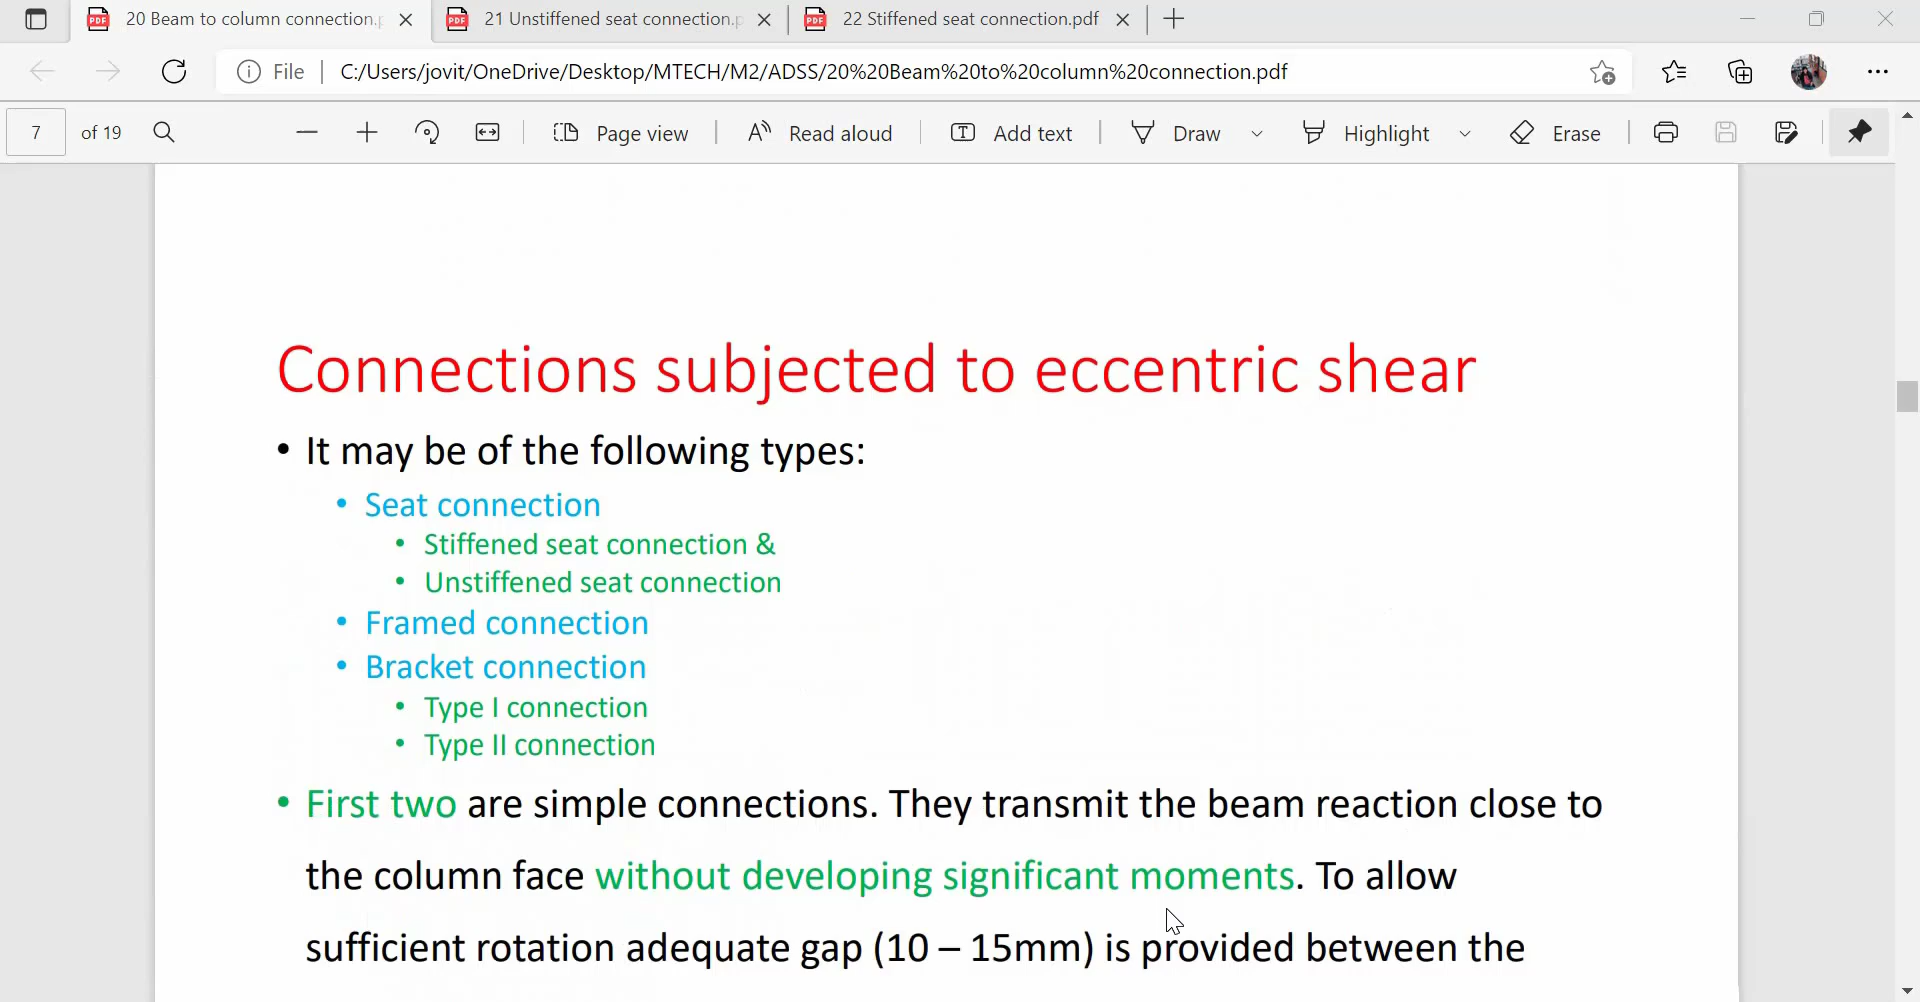 20 Beam to column connection.p
21 Unstiffened seat connection.p
22 Stiffened seat connection.pdf
File
C:/Users/jovit/OneDrive/Desktop/MTECH/M2/ADSS/20%20Beam%20to%20column%20connection.pdf
7 of 19
Page view
Read aloud
Add text
Draw
Highlight
Erase
Connections subjected to eccentric shear
• It may be of the following types:
• Seat connection
• Stiffened seat connection &
• Unstiffened seat connection
• Framed connection
• Bracket connection
• Type I connection
• Type II connection
• First two are simple connections. They transmit the beam reaction close to
the column face without developing significant moments. To allow
sufficient rotation adequate gap (10 – 15mm) is provided between the